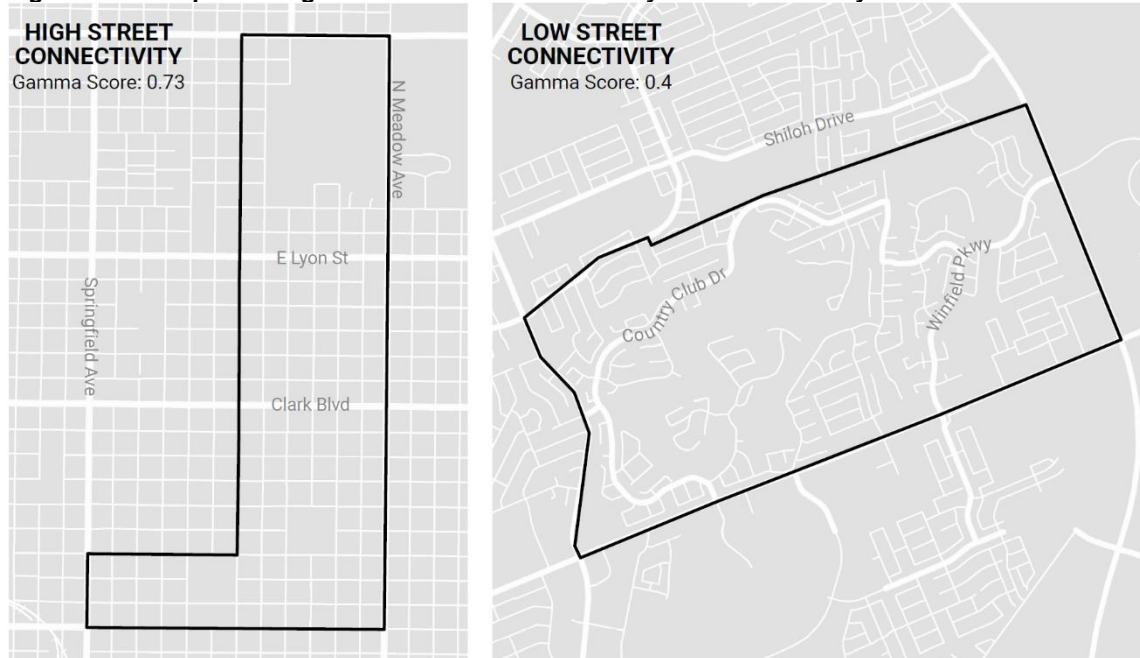 HIGH STREET
CONNECTIVITY
Gamma Score: 0.73
N Meadow Ave
E Lyon St
Springfield Ave
Clark Blvd
LOW STREET
CONNECTIVITY
Gamma Score: 0.4
Shiloh Drive
Country Club Dr
Winfield Pkwy